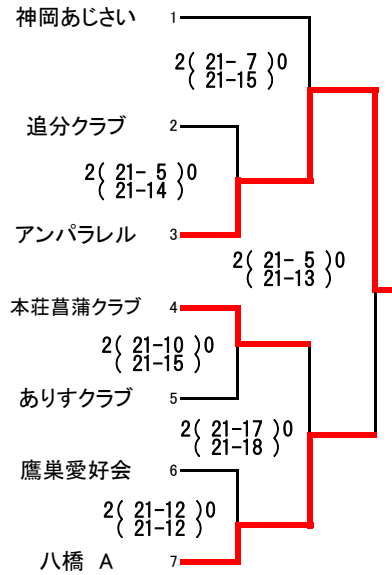 神岡あじさい 1
2( 21- 7 )0
( 21-15 )
追分クラブ 2
2( 21- 5 )0
( 21-14 )
アンパラレル 3
2( 21- 5 )0
( 21-13 )
本荘菖蒲クラブ 4
2( 21-10 )0
( 21-15 )
ありすクラブ 5
2( 21-17 )0
( 21-18 )
鷹巣愛好会 6
2( 21-12 )0
( 21-12 )
八橋 A 7